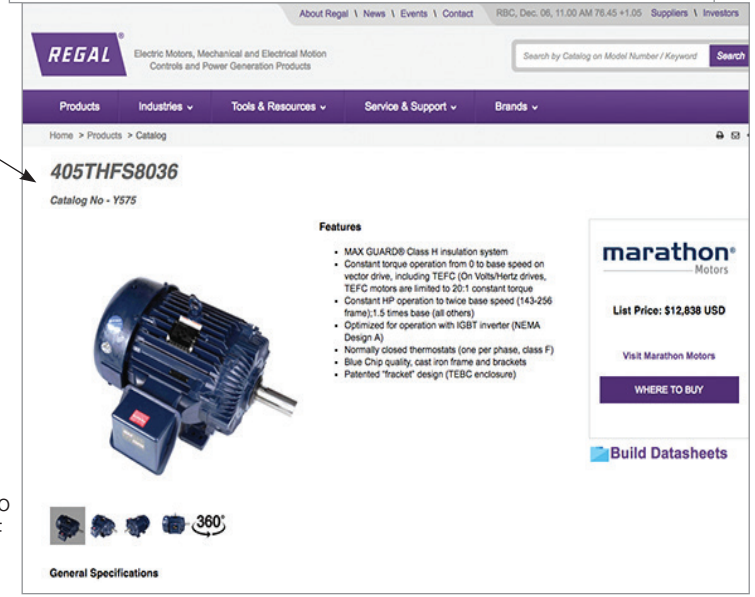 About Regal \ News \ Events \ Contact
RBC, Dec. 06, 11.00 AM 76.45 +1.05 Suppliers \ Investors
REGAL®
Electric Motors, Mechanical and Electrical Motion
Controls and Power Generation Products
Search by Catalog on Model Number / Keyword Search
Products Industries Tools & Resources Service & Support Brands
Home > Products > Catalog
405THFS8036
Catalog No - Y575
Features
• MAX GUARD® Class H insulation system
• Constant torque operation from 0 to base speed on
vector drive, including TEFC (On Volts/Hertz drives,
TEFC motors are limited to 20:1 constant torque
• Constant HP operation to twice base speed (143-256
frame);1.5 times base (all others)
• Optimized for operation with IGBT inverter (NEMA
Design A)
• Normally closed thermostats (one per phase, class F)
• Blue Chip quality, cast iron frame and brackets
• Patented "fracket" design (TEBC enclosure)
marathon®
Motors
List Price: $12,838 USD
Visit Marathon Motors
WHERE TO BUY
Build Datasheets
360°
General Specifications